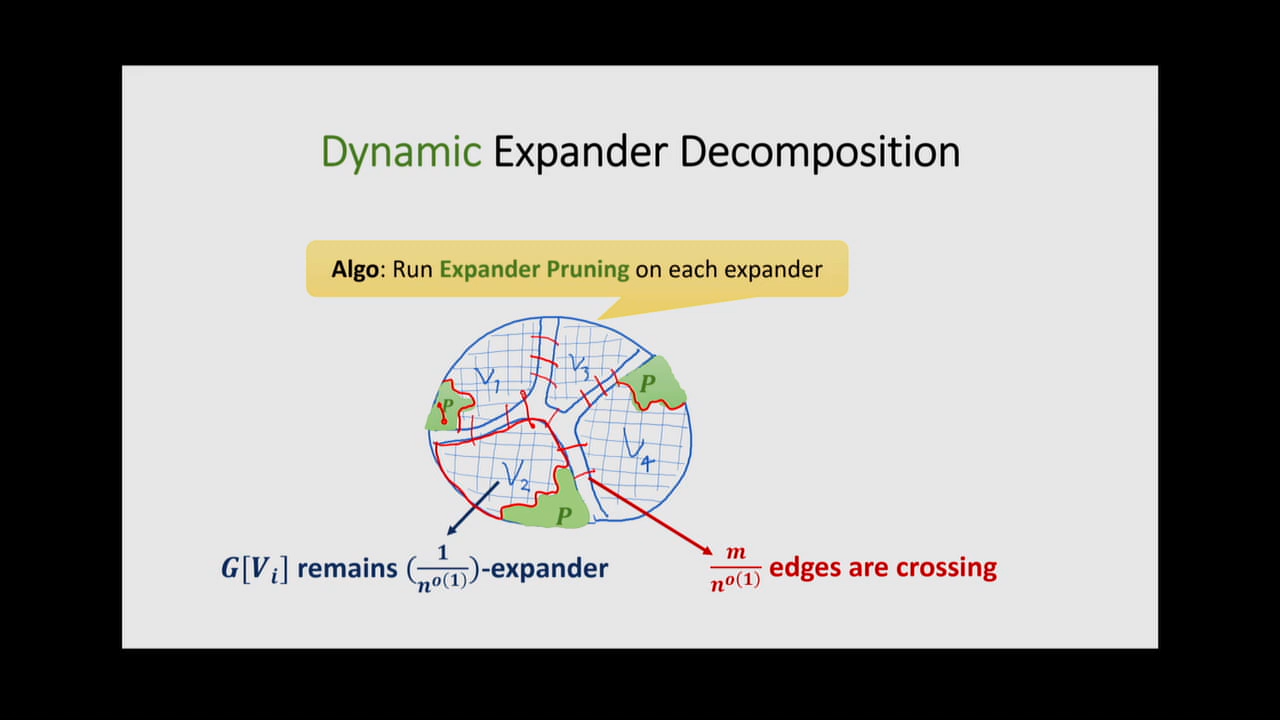 Dynamic Expander Decomposition
Algo: Run Expander Pruning on each expander
V1
V3
P
P
V2
V4
P
G[V_i] remains (1/n^{o(1)})-expander
m/n^{o(1)} edges are crossing